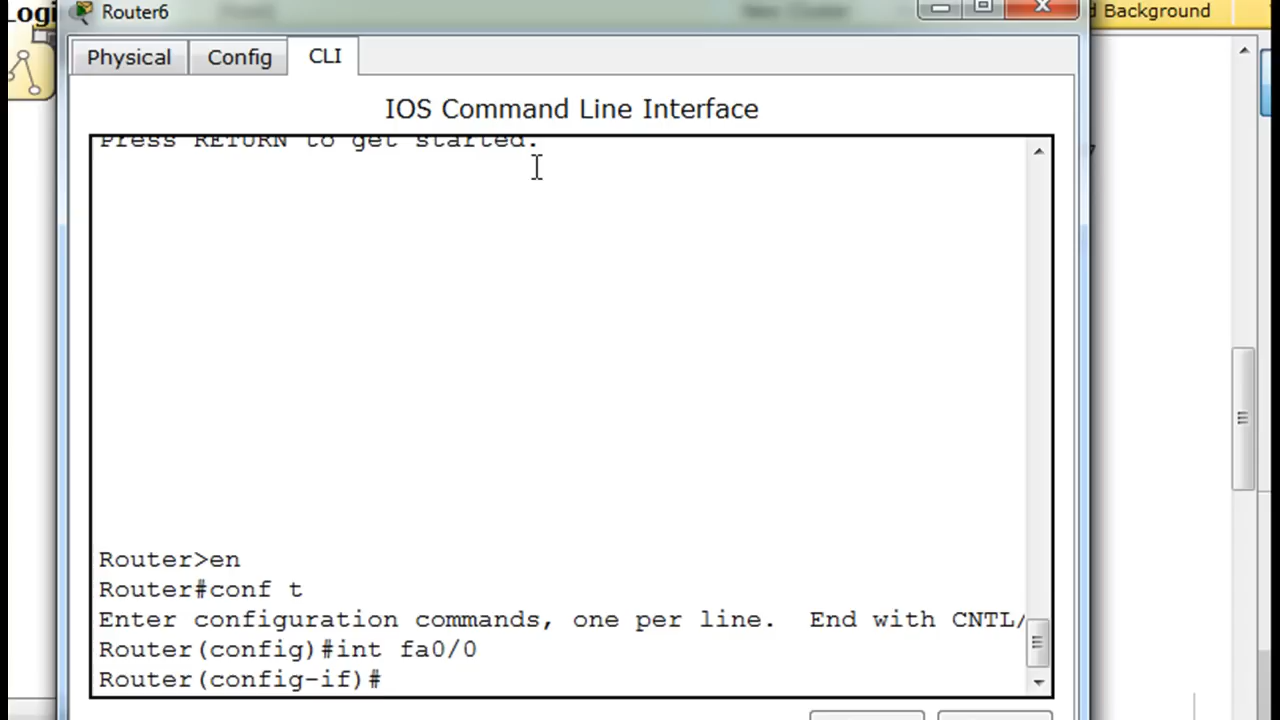 Logi
Router6
d Background
Physical
Config
CLI
IOS Command Line Interface
Press RETURN to get started.
Router>en
Router#conf t
Enter configuration commands, one per line.  End with CNTL/
Router(config)#int fa0/0
Router(config-if)#